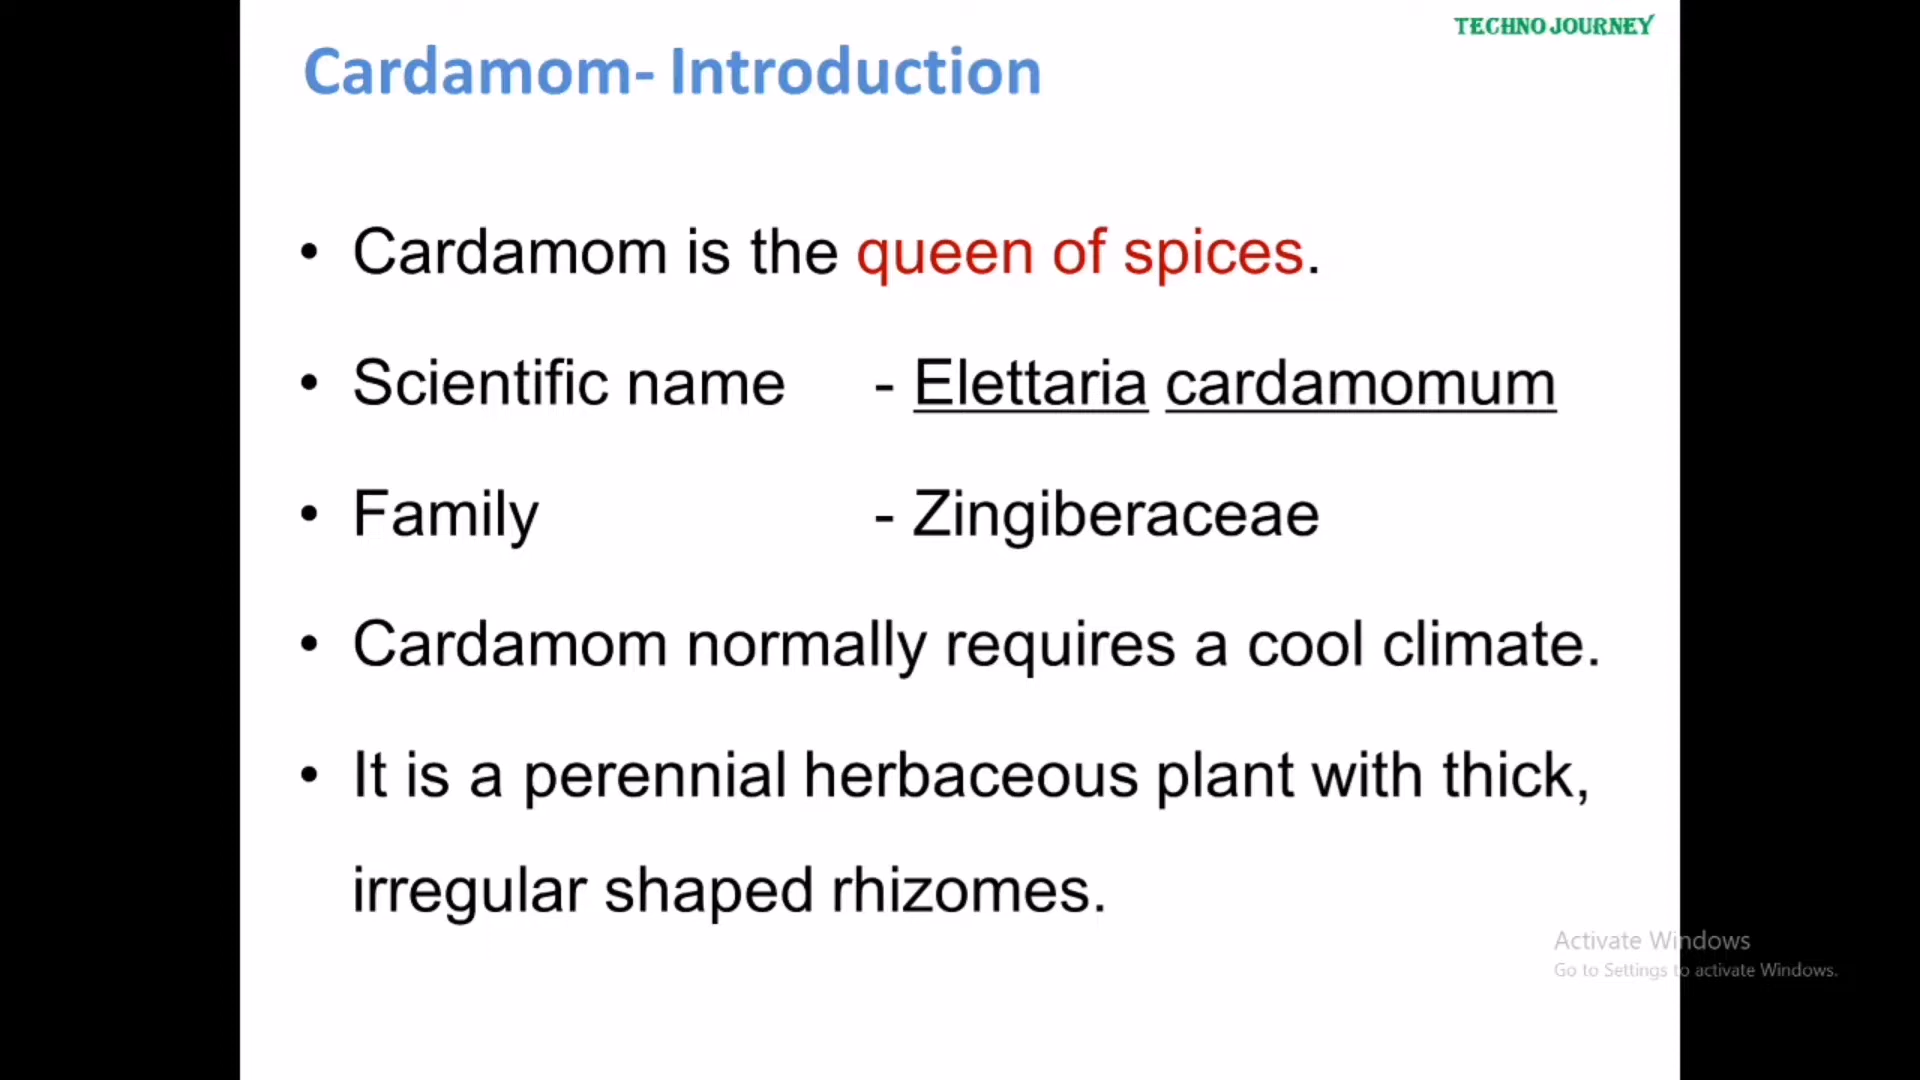 TECHNO JOURNEY
Cardamom- Introduction
• Cardamom is the queen of spices.
• Scientific name - Elettaria cardamomum
• Family - Zingiberaceae
• Cardamom normally requires a cool climate.
• It is a perennial herbaceous plant with thick,
irregular shaped rhizomes.
Activate Windows
Go to Settings to activate Windows.